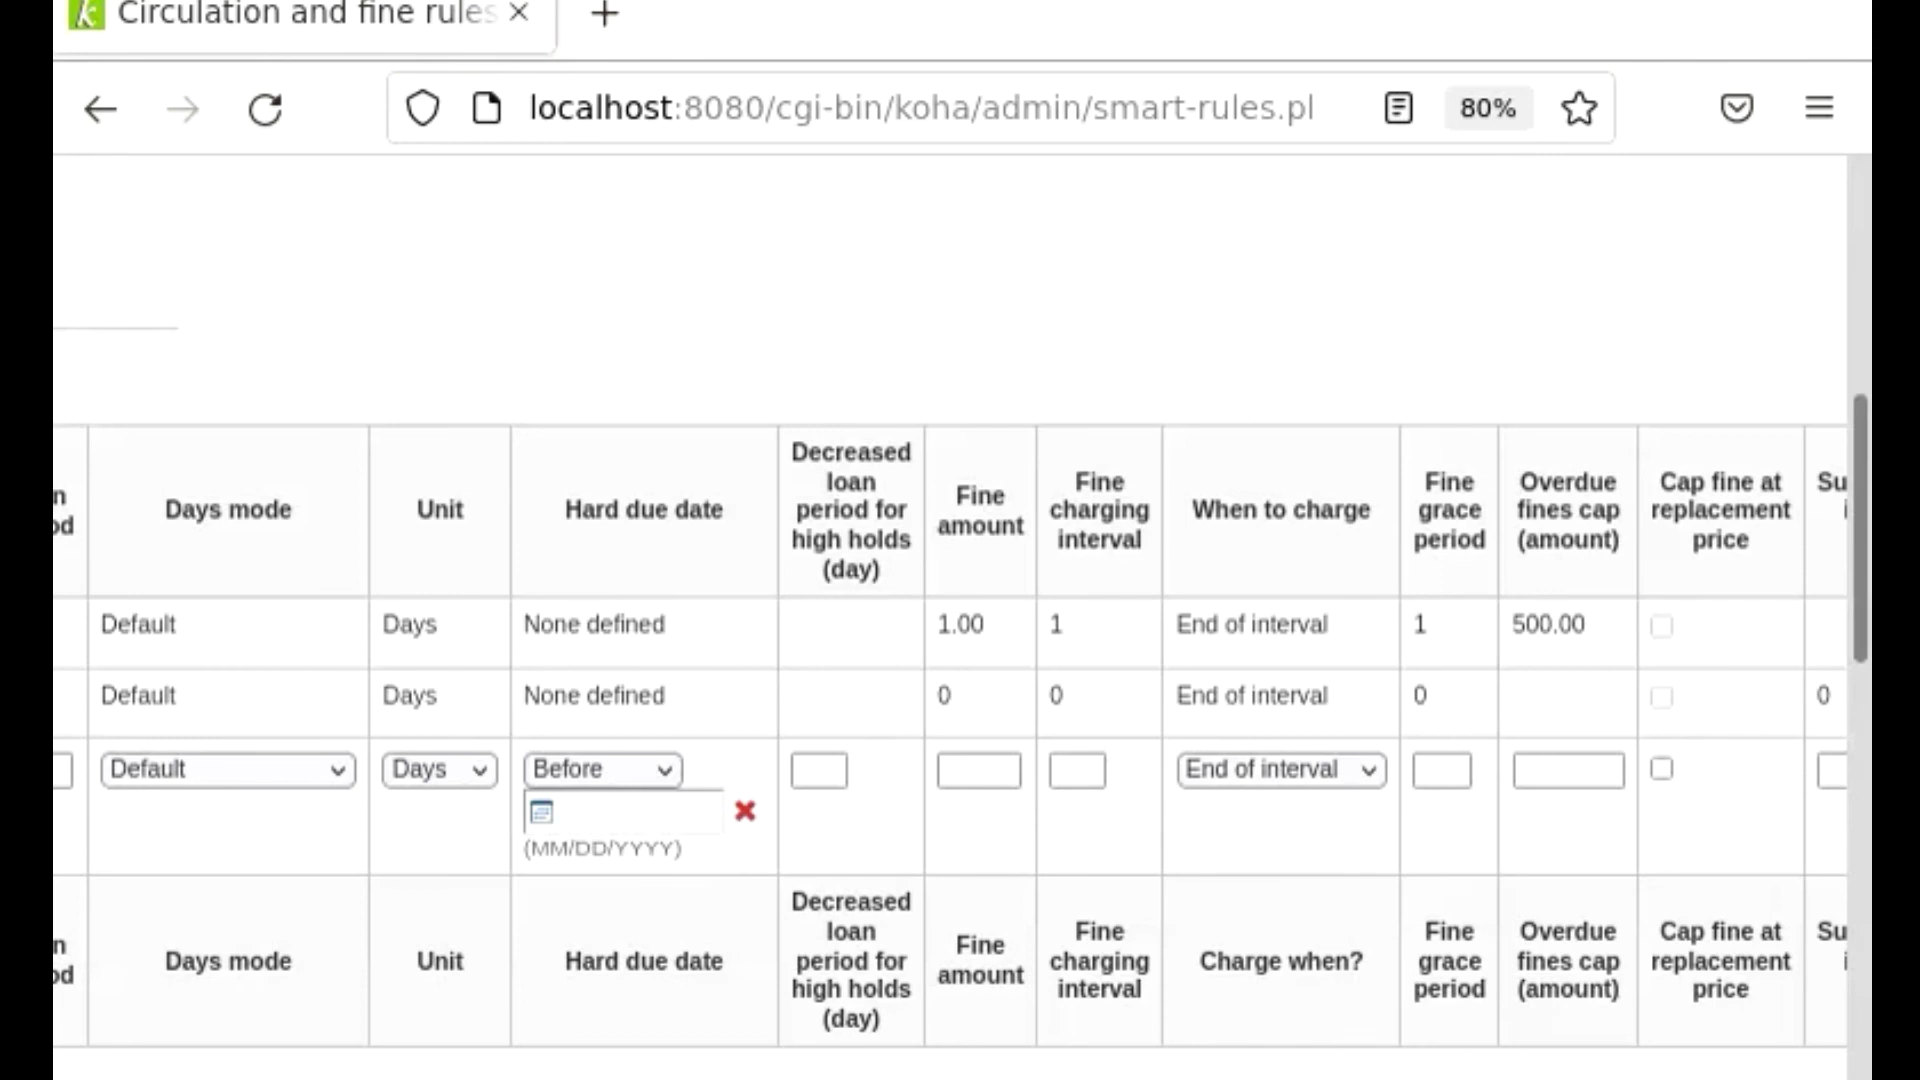 Circulation and fine rules
localhost:8080/cgi-bin/koha/admin/smart-rules.pl 80%
Days mode Unit Hard due date Decreased loan period for high holds (day) Fine amount Fine charging interval When to charge Fine grace period Overdue fines cap (amount) Cap fine at replacement price
Default Days None defined 1.00 1 End of interval 1 500.00
Default Days None defined 0 0 End of interval 0 0
Default Days Before End of interval
(MM/DD/YYYY)
Days mode Unit Hard due date Decreased loan period for high holds (day) Fine amount Fine charging interval Charge when? Fine grace period Overdue fines cap (amount) Cap fine at replacement price